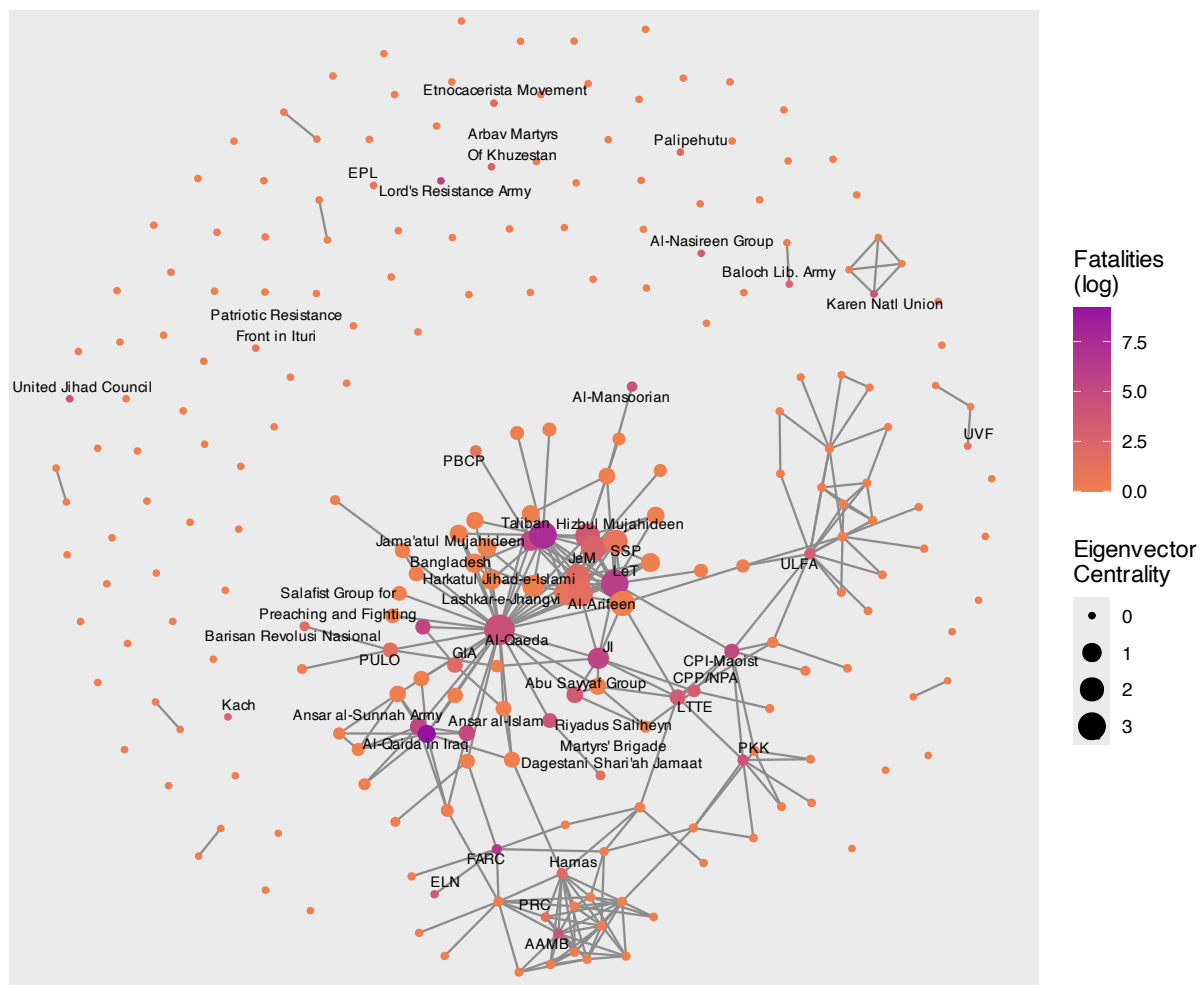 Etnocacerista Movement
Arbav Martyrs
Of Khuzestan
Palipehutu
EPL
Lord's Resistance Army
Al-Nasireen Group
Baloch Lib. Army
Karen Natl Union
Patriotic Resistance
Front in Ituri
United Jihad Council
Al-Mansoorian
UVF
PBCP
Taliban
Hizbul Mujahideen
Jama'atul Mujahideen
Bangladesh
JeM
SSP
LeT
ULFA
Harkatul Jihad-e-Islami
Lashkar-e-Jhangvi
Al-Arifeen
Salafist Group for
Preaching and Fighting
Barisan Revolusi Nasional
Al-Qaeda
PULO
GIA
JI
CPI-Maoist
CPP/NPA
Abu Sayyaf Group
LTTE
Kach
Ansar al-Sunnah Army
Ansar al-Islam
Riyadus Saliheyn
Martyrs' Brigade
Al-Qaida in Iraq
Dagestani Shari'ah Jamaat
PKK
FARC
Hamas
ELN
PRC
AAMB
Fatalities
(log)
7.5
5.0
2.5
0.0
Eigenvector
Centrality
0
1
2
3